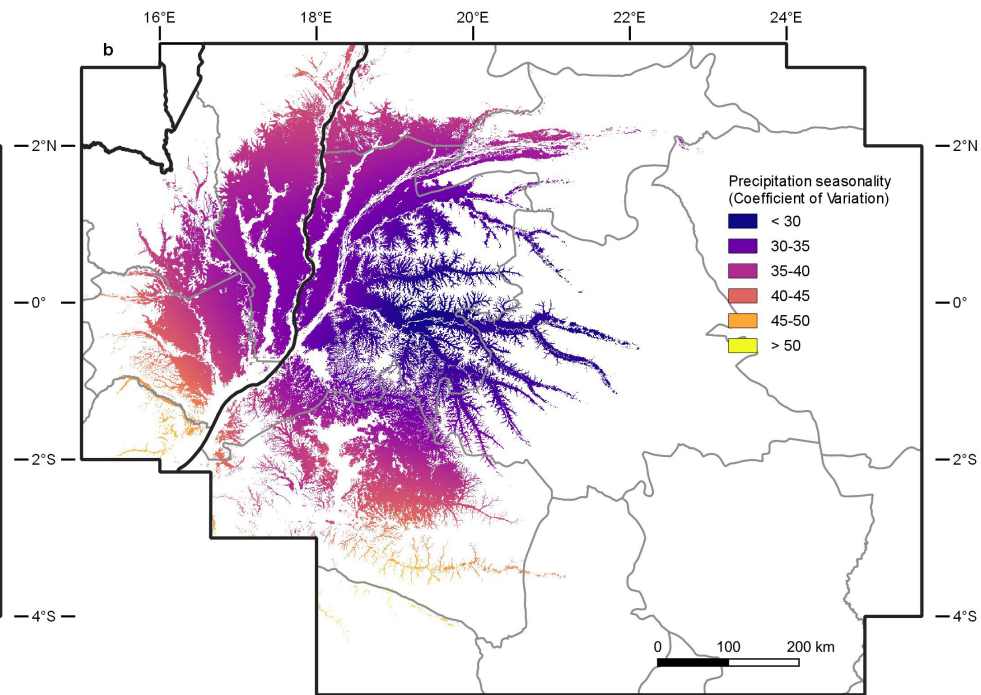 16°E 18°E 20°E 22°E 24°E
b
2°N 2°N
Precipitation seasonality
(Coefficient of Variation)
< 30
30-35
35-40
0° 0°
40-45
45-50
> 50
2°S 2°S
4°S 4°S
0 100 200 km